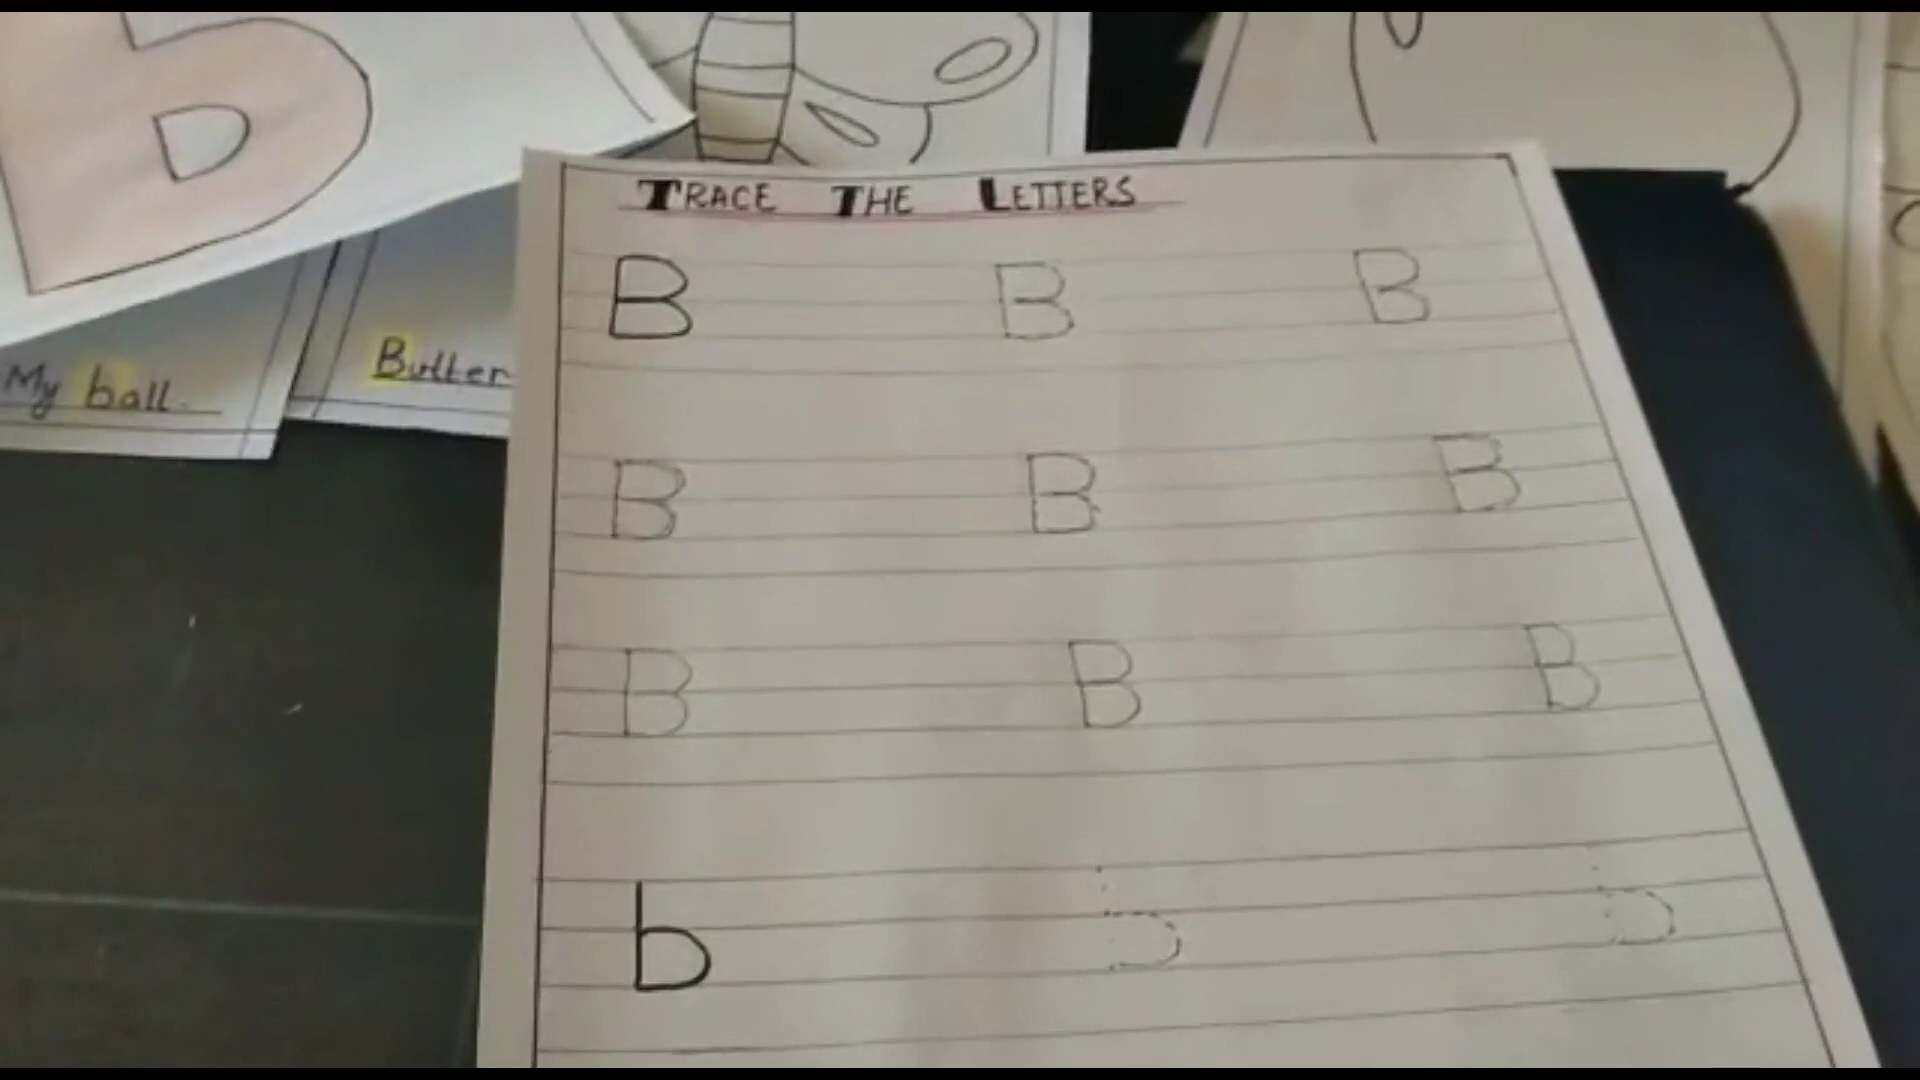 b
TRACE THE LETTERS
B B B
My ball.
Butter
B B B
B B B
b b b